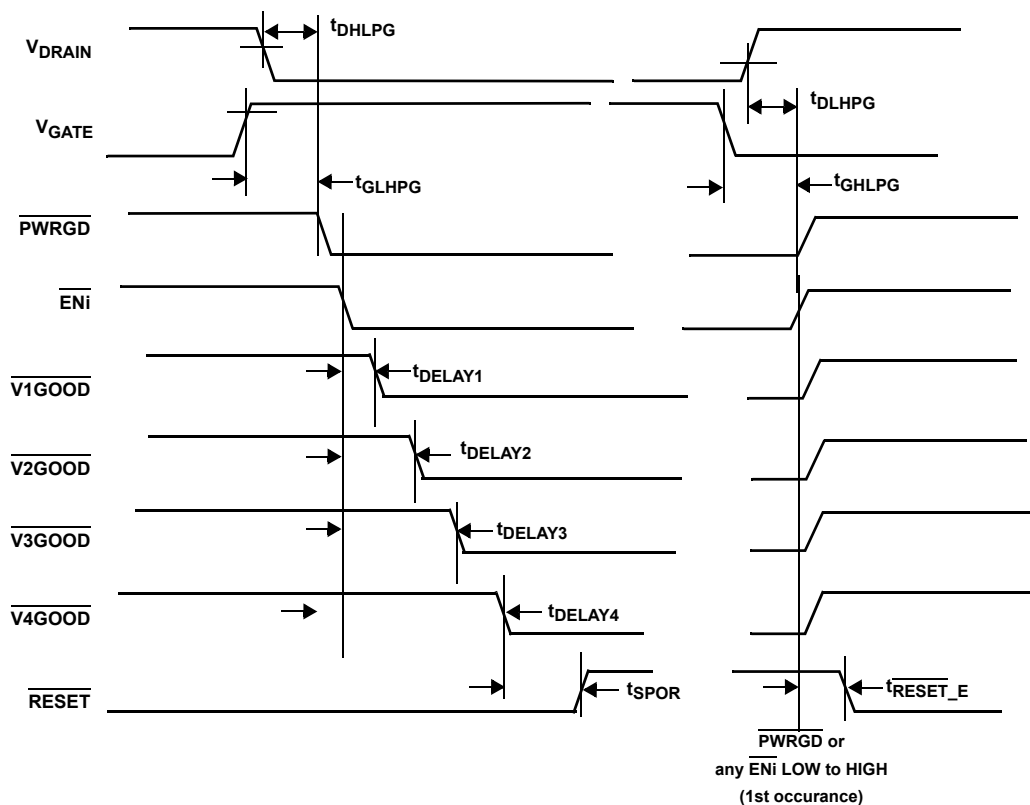 tDHLPG
VDRAIN
tDLHPG
VGATE
tGLHPG
tGHLPG
PWRGD
ENi
V1GOOD
tDELAY1
V2GOOD
tDELAY2
V3GOOD
tDELAY3
V4GOOD
tDELAY4
RESET
tSPOR
tRESET_E
PWRGD or
any ENi LOW to HIGH
(1st occurance)